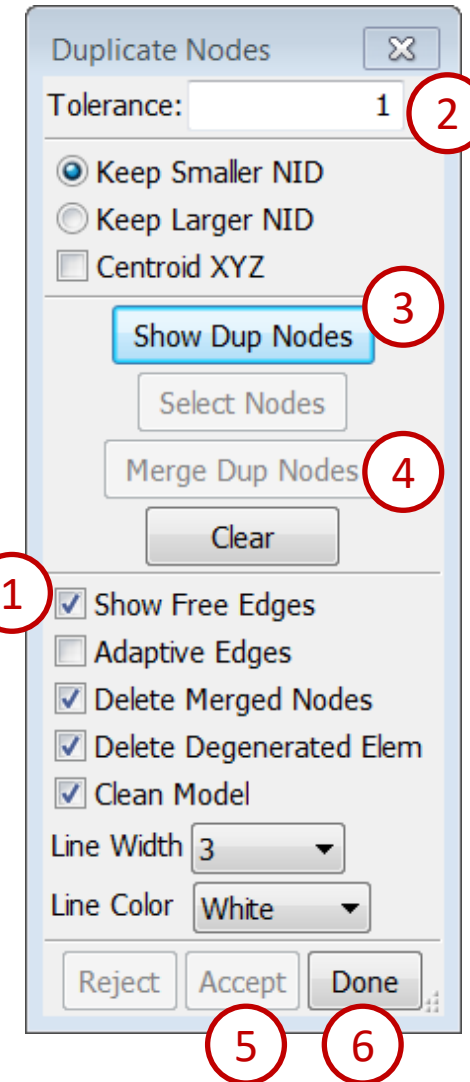 Duplicate Nodes
Tolerance: 1 2
Keep Smaller NID
Keep Larger NID
Centroid XYZ
3
Show Dup Nodes
Select Nodes
Merge Dup Nodes 4
Clear
1 Show Free Edges
Adaptive Edges
Delete Merged Nodes
Delete Degenerated Elem
Clean Model
Line Width 3
Line Color White
Reject Accept Done
5 6